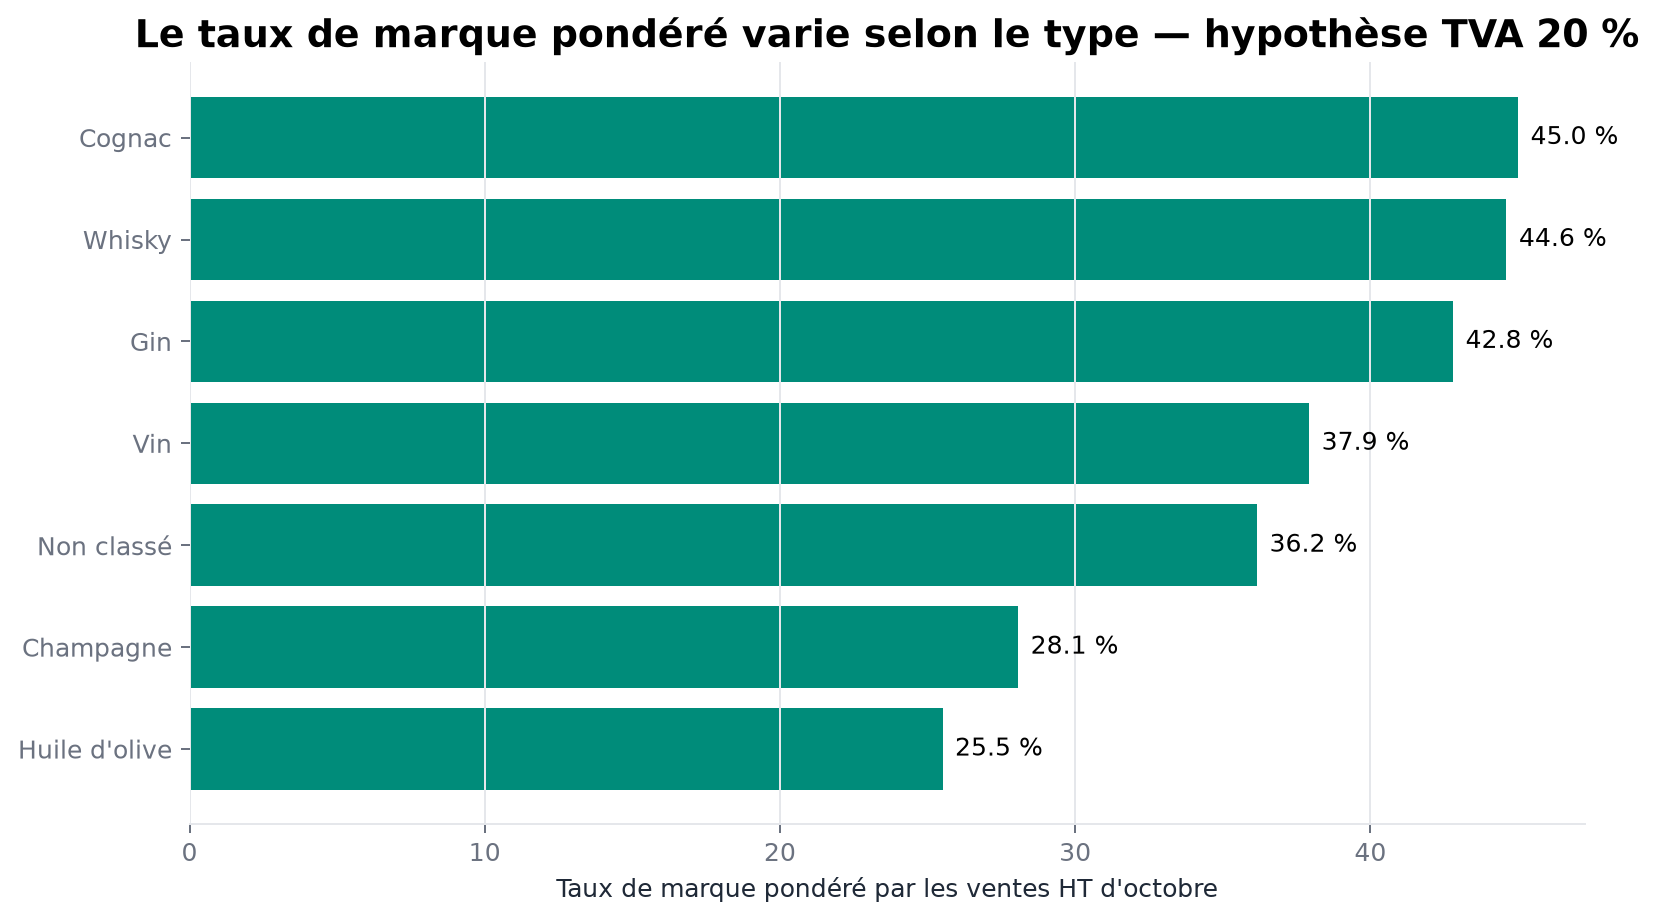 Le taux de marque pondéré varie selon le type — hypothèse TVA 20 %
Cognac 45.0 %
Whisky 44.6 %
Gin 42.8 %
Vin 37.9 %
Non classé 36.2 %
Champagne 28.1 %
Huile d'olive 25.5 %
0 10 20 30 40
Taux de marque pondéré par les ventes HT d'octobre